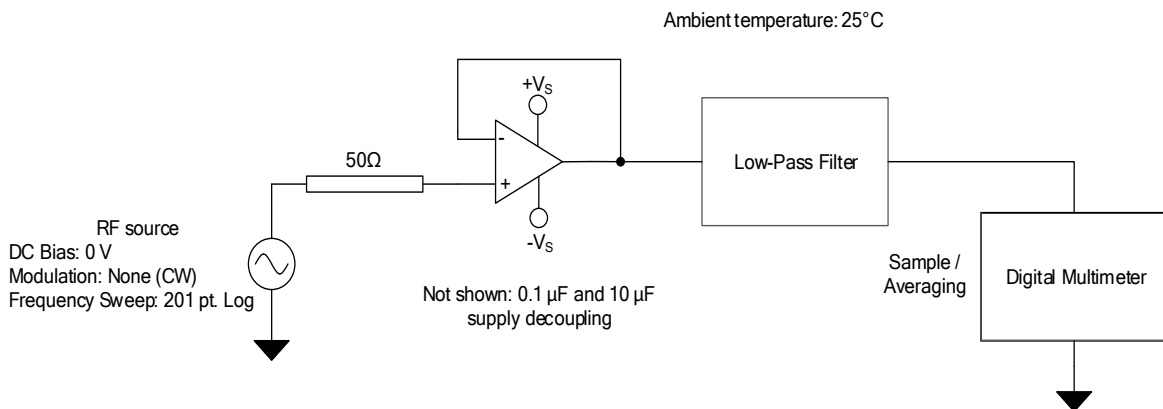 Ambient temperature: 25°C
+VS
-
50Ω
+
Low-Pass Filter
-VS
RF source
DC Bias: 0 V
Modulation: None (CW)
Frequency Sweep: 201 pt. Log
Not shown: 0.1 µF and 10 µF
supply decoupling
Sample /
Averaging
Digital Multimeter